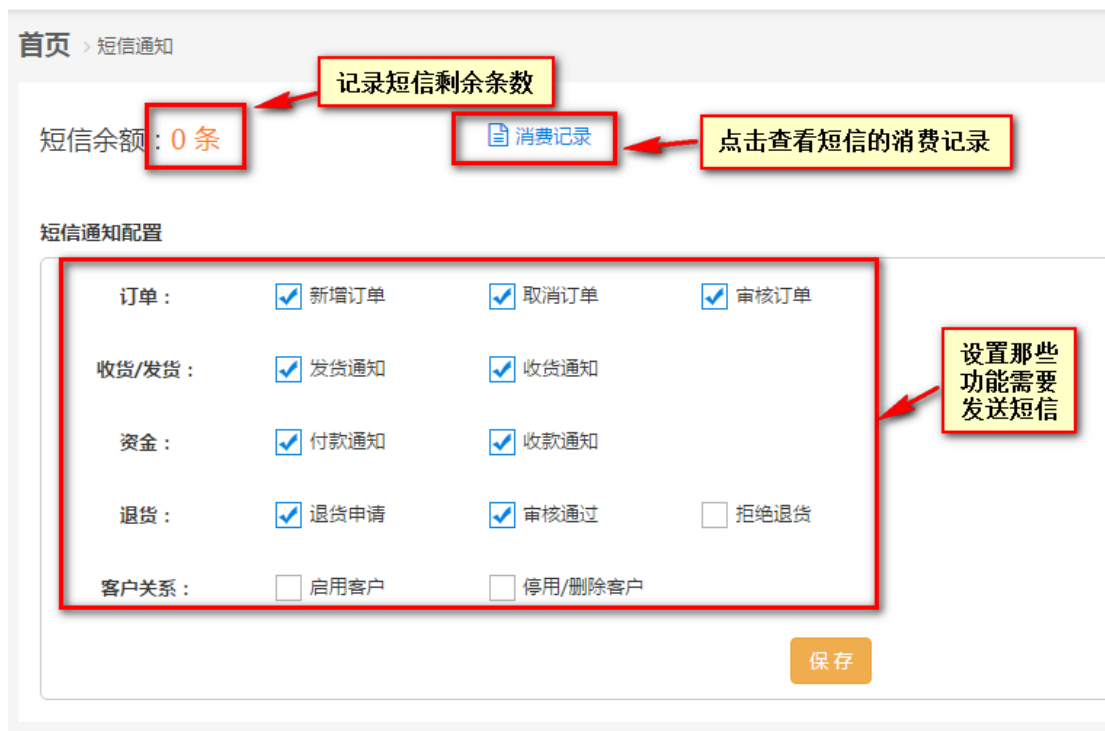 首页 > 短信通知
记录短信剩余条数
短信余额：0 条
消费记录
点击查看短信的消费记录
短信通知配置
订单： 新增订单 取消订单 审核订单
收货/发货： 发货通知 收货通知
设置那些
功能需要
发送短信
资金： 付款通知 收款通知
退货： 退货申请 审核通过 拒绝退货
客户关系： 启用客户 停用/删除客户
保存